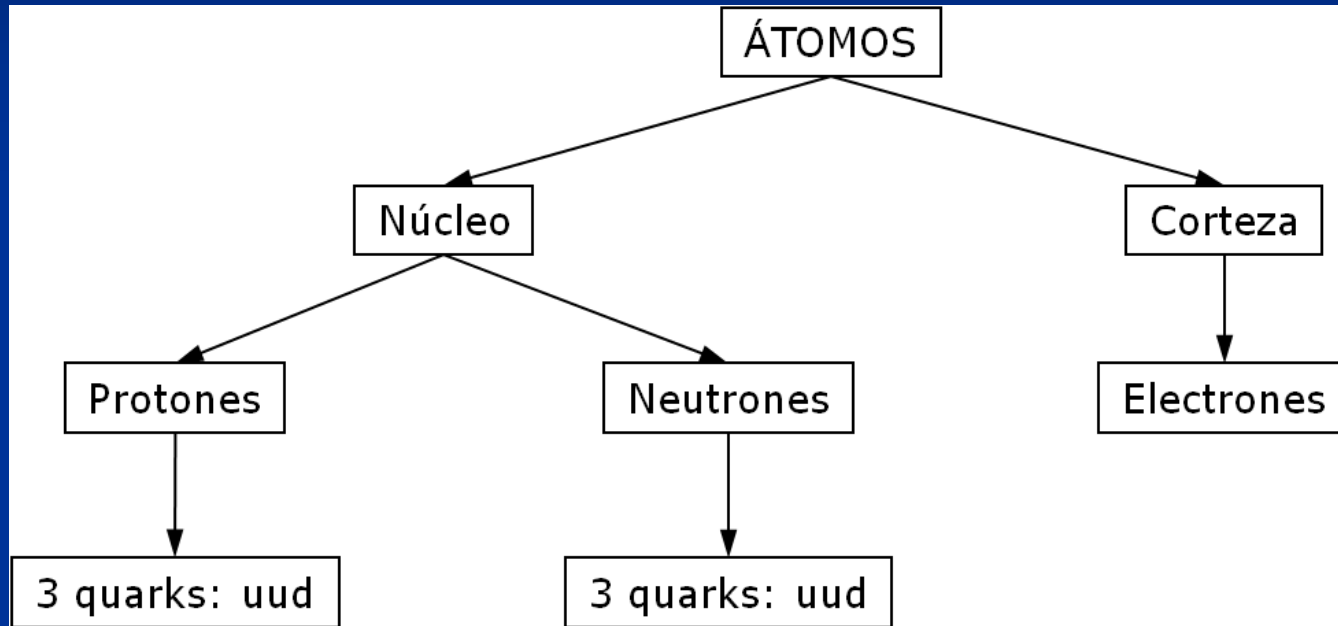 ÁTOMOS
Núcleo
Corteza
Protones
Neutrones
Electrones
3 quarks: uud
3 quarks: uud